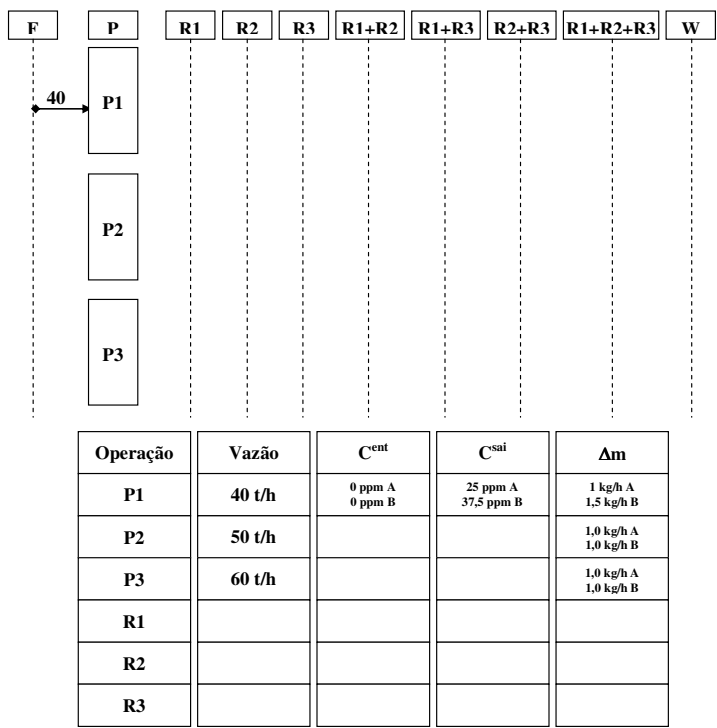 F P R1 R2 R3 R1+R2 R1+R3 R2+R3 R1+R2+R3 W
40
P1
P2
P3
Operação Vazão C^ent C^sai Δm
P1 40 t/h 0 ppm A 25 ppm A 1 kg/h A
0 ppm B 37,5 ppm B 1,5 kg/h B
P2 50 t/h 1,0 kg/h A
1,0 kg/h B
P3 60 t/h 1,0 kg/h A
1,0 kg/h B
R1
R2
R3